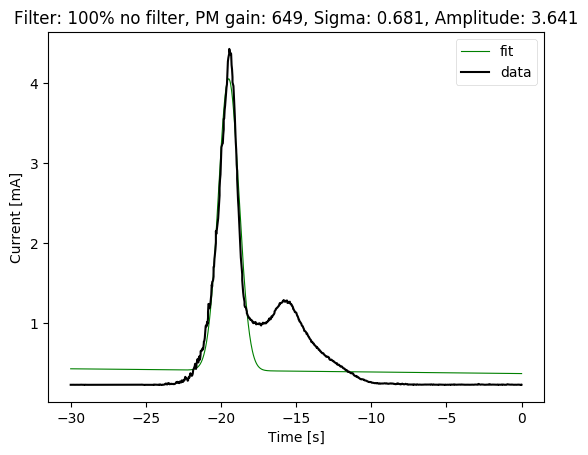 Filter: 100% no filter, PM gain: 649, Sigma: 0.681, Amplitude: 3.641
fit
data
Current [mA]
4
3
2
1
−30
−25
−20
−15
−10
−5
0
Time [s]